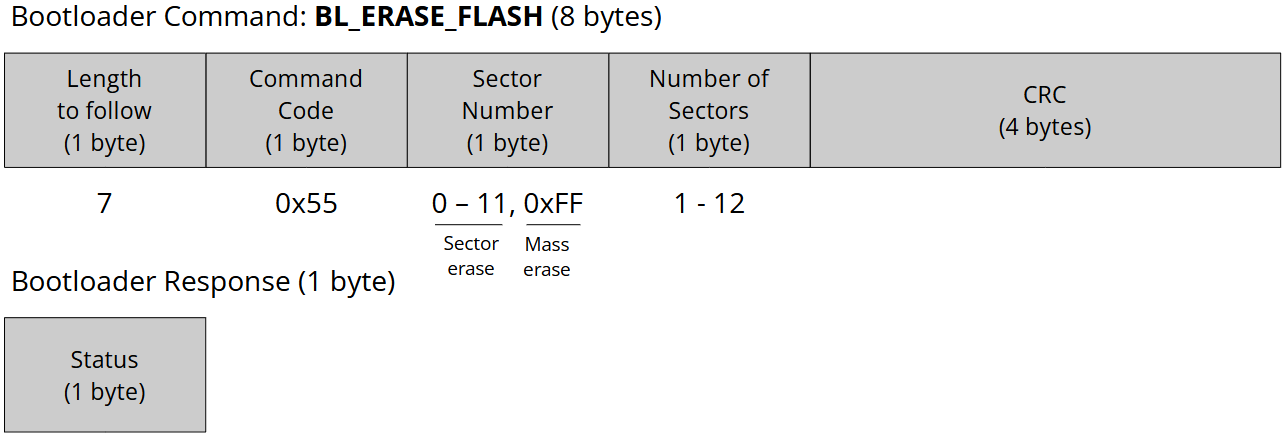 Bootloader Command: BL_ERASE_FLASH (8 bytes)
Length
to follow
(1 byte)
Command
Code
(1 byte)
Sector
Number
(1 byte)
Number of
Sectors
(1 byte)
CRC
(4 bytes)
7
0x55
0 – 11, 0xFF
1 - 12
Sector
erase
Mass
erase
Bootloader Response (1 byte)
Status
(1 byte)